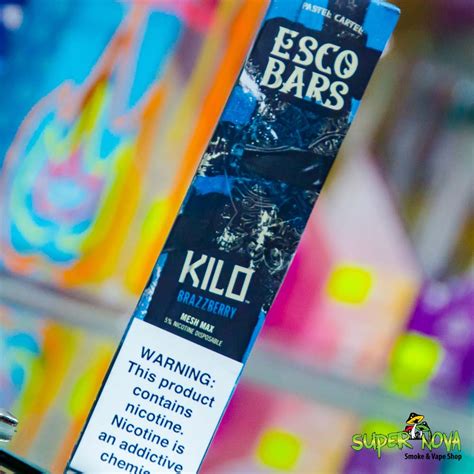 PASTEL CARTEL
ESCO
BARS
KILO
BRAZZBERRY
MESH MAX
5% NICOTINE DISPOSABLE
WARNING:
This product
contains
nicotine.
Nicotine is
an addictive
chemi
SUPER NOVA
Smoke & Vape Shop